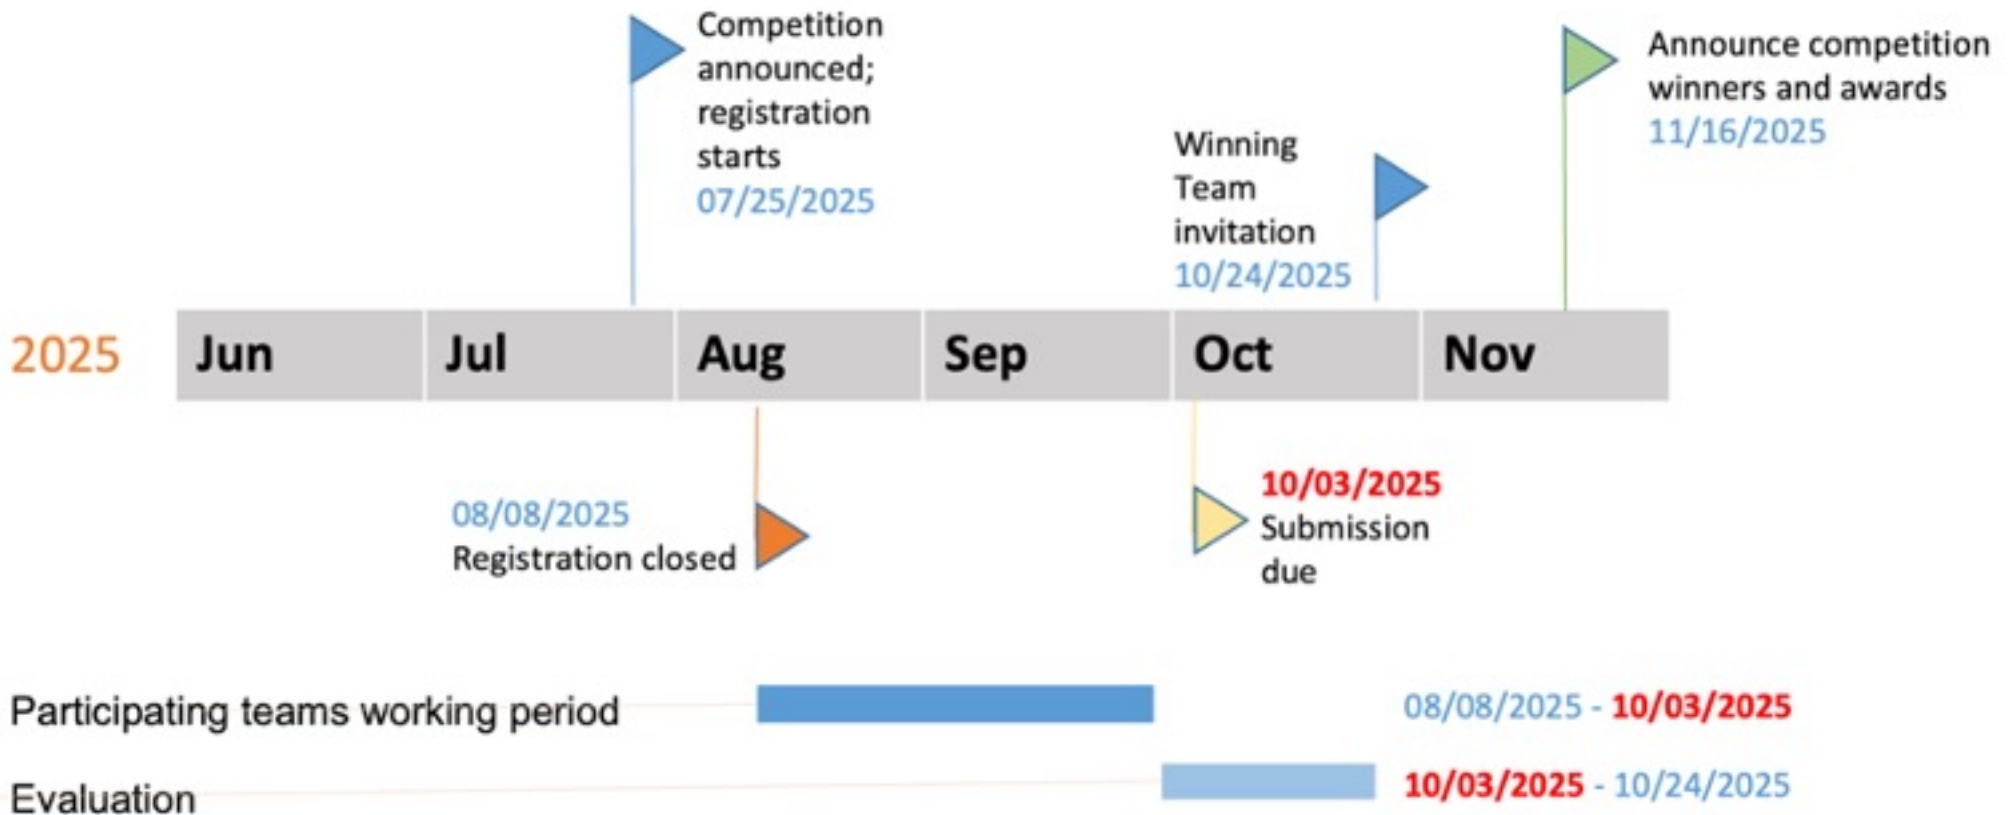 Competition
announced;
registration
starts
07/25/2025
Winning
Team
invitation
10/24/2025
Announce competition
winners and awards
11/16/2025
2025 Jun Jul Aug Sep Oct Nov
08/08/2025
Registration closed
10/03/2025
Submission
due
Participating teams working period 08/08/2025 - 10/03/2025
Evaluation 10/03/2025 - 10/24/2025